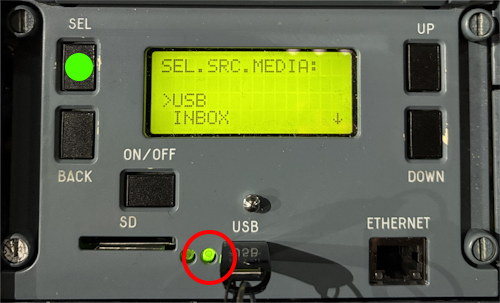 SEL
UP
SEL.SRC.MEDIA:
>USB
INBOX ↓
BACK
ON/OFF
DOWN
SD
USB
ETHERNET